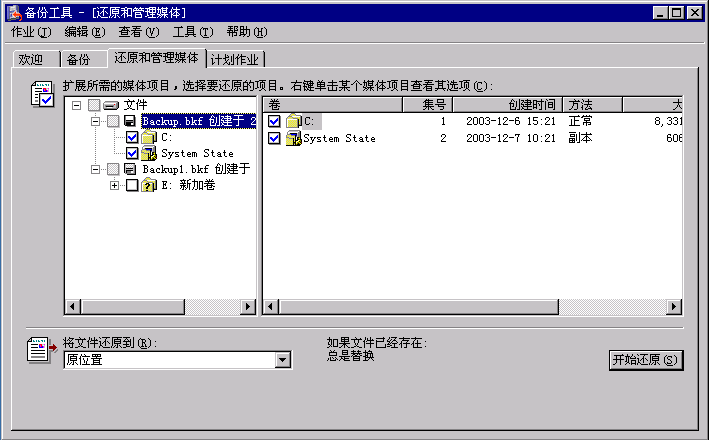 备份工具 - [还原和管理媒体]
作业(J) 编辑(E) 查看(V) 工具(T) 帮助(H)
欢迎 备份 还原和管理媒体 计划作业
扩展所需的媒体项目，选择要还原的项目。右键单击某个媒体项目查看其选项(C):
文件
Backup.bkf 创建于 2
C:
System State
Backup1.bkf 创建于
E: 新加卷
卷 集号 创建时间 方法 大
C: 1 2003-12-6 15:21 正常 8,331
System State 2 2003-12-7 10:21 副本 606
将文件还原到(R):
原位置
如果文件已经存在:
总是替换
开始还原(S)